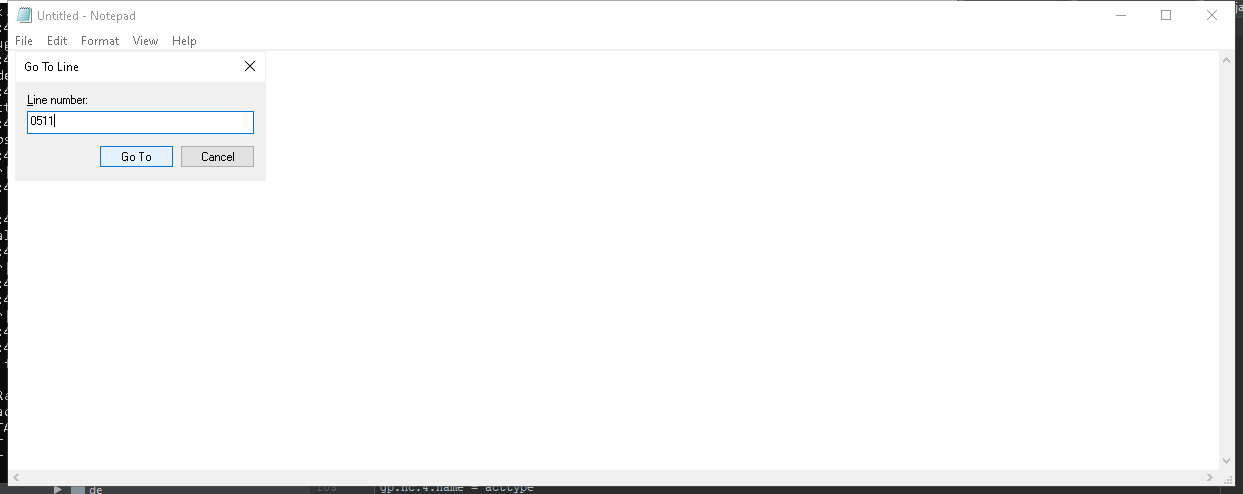 Untitled - Notepad
File Edit Format View Help
Go To Line
Line number:
0511
Go To Cancel
de
gp.nc.4.name = acctype